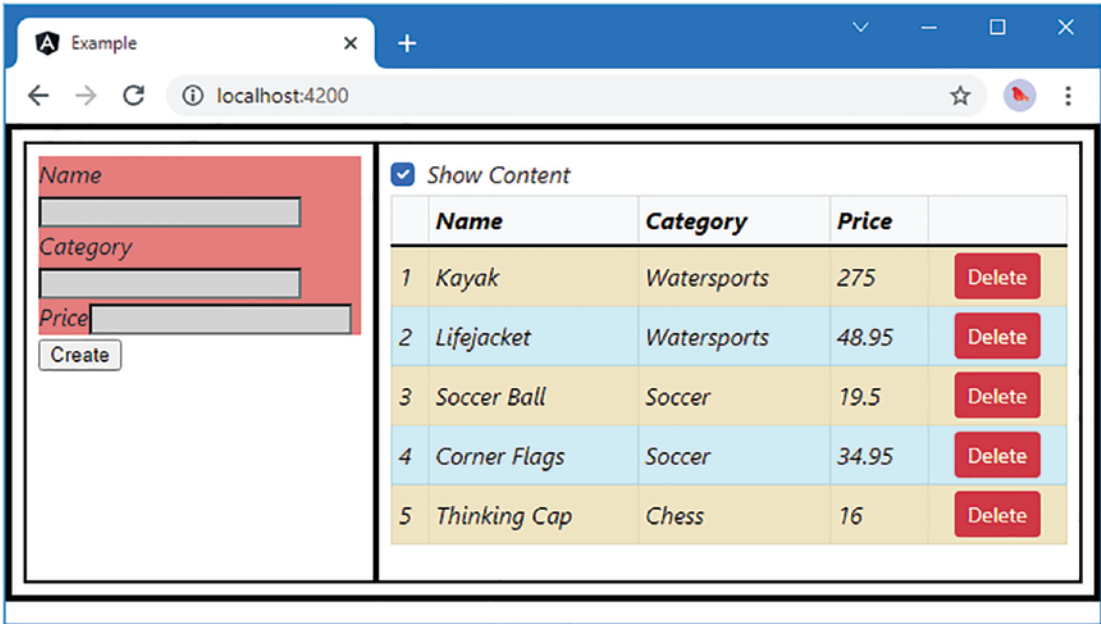 Example
localhost:4200
Name
Category
Price
Create
Show Content
Name Category Price
1 Kayak Watersports 275 Delete
2 Lifejacket Watersports 48.95 Delete
3 Soccer Ball Soccer 19.5 Delete
4 Corner Flags Soccer 34.95 Delete
5 Thinking Cap Chess 16 Delete